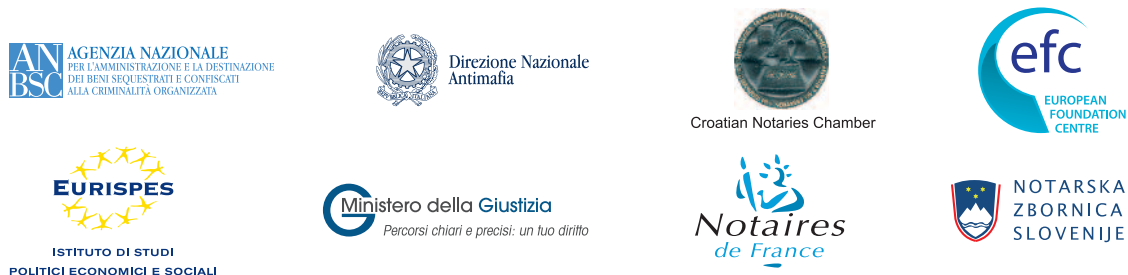 AN
BSC
AGENZIA NAZIONALE
PER L'AMMINISTRAZIONE E LA DESTINAZIONE
DEI BENI SEQUESTRATI E CONFISCATI
ALLA CRIMINALITÀ ORGANIZZATA
Direzione Nazionale
Antimafia
Croatian Notaries Chamber
efc
EUROPEAN
FOUNDATION
CENTRE
EURISPES
ISTITUTO DI STUDI
POLITICI ECONOMICI E SOCIALI
Ministero della Giustizia
Percorsi chiari e precisi: un tuo diritto
Notaires
de France
NOTARSKA
ZBORNICA
SLOVENIJE